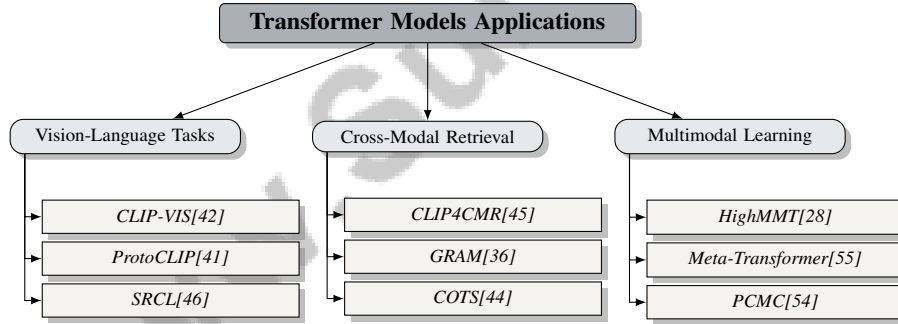 Transformer Models Applications
Vision-Language Tasks
Cross-Modal Retrieval
Multimodal Learning
CLIP-VIS[42]
CLIP4CMR[45]
HighMMT[28]
ProtoCLIP[41]
GRAM[36]
Meta-Transformer[55]
SRCL[46]
COTS[44]
PCMC[54]